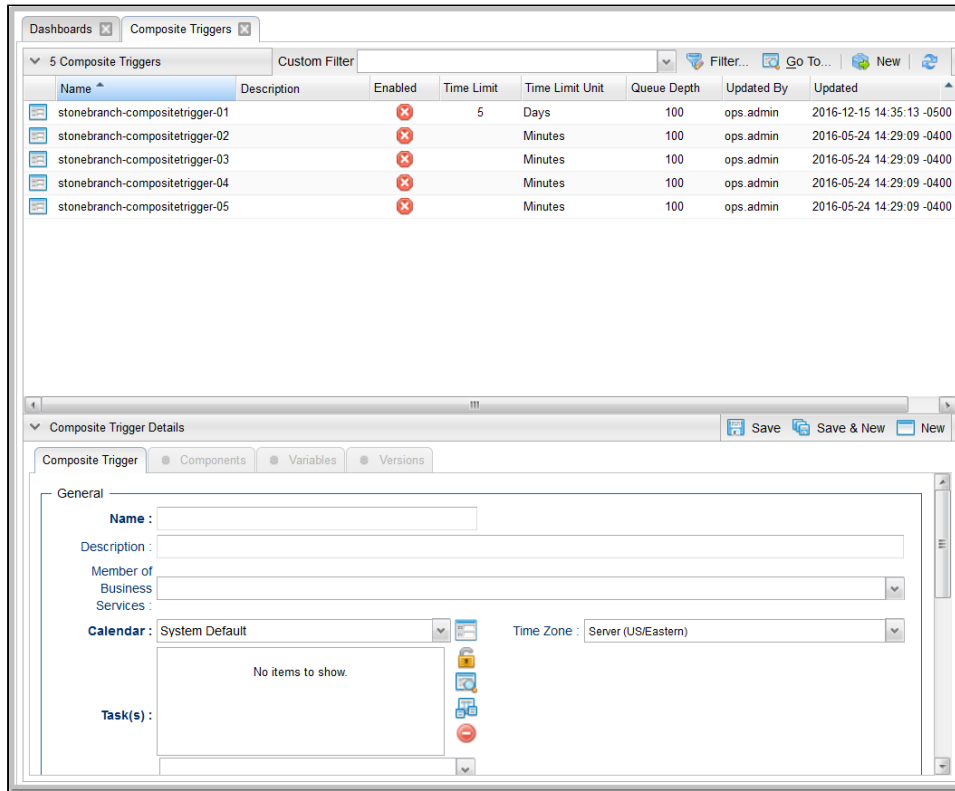 Dashboards Composite Triggers
5 Composite Triggers Custom Filter Filter... Go To... New
Name Description Enabled Time Limit Time Limit Unit Queue Depth Updated By Updated
stonebranch-compositetrigger-01 5 Days 100 ops.admin 2016-12-15 14:35:13 -0500
stonebranch-compositetrigger-02 Minutes 100 ops.admin 2016-05-24 14:29:09 -0400
stonebranch-compositetrigger-03 Minutes 100 ops.admin 2016-05-24 14:29:09 -0400
stonebranch-compositetrigger-04 Minutes 100 ops.admin 2016-05-24 14:29:09 -0400
stonebranch-compositetrigger-05 Minutes 100 ops.admin 2016-05-24 14:29:09 -0400
Composite Trigger Details Save Save & New New
Composite Trigger Components Variables Versions
General
Name :
Description :
Member of
Business
Services :
Calendar : System Default Time Zone : Server (US/Eastern)
No items to show.
Task(s) :